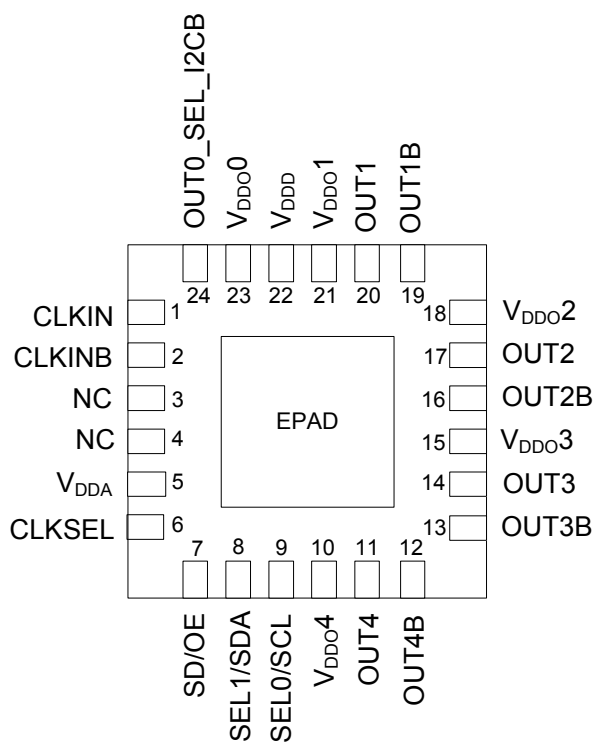 OUT0_SEL_I2CB
VDDO0
VDDD
VDDO1
OUT1
OUT1B
24
23
22
21
20
19
CLKIN
1
CLKINB
2
NC
3
NC
4
VDDA
5
CLKSEL
6
EPAD
18
VDDO2
17
OUT2
16
OUT2B
15
VDDO3
14
OUT3
13
OUT3B
7
8
9
10
11
12
SD/OE
SEL1/SDA
SEL0/SCL
VDDO4
OUT4
OUT4B